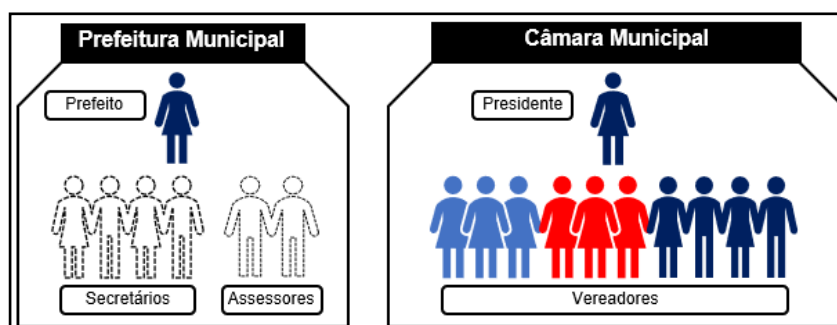 Prefeitura Municipal
Prefeito
Secretários
Assessores
Câmara Municipal
Presidente
Vereadores